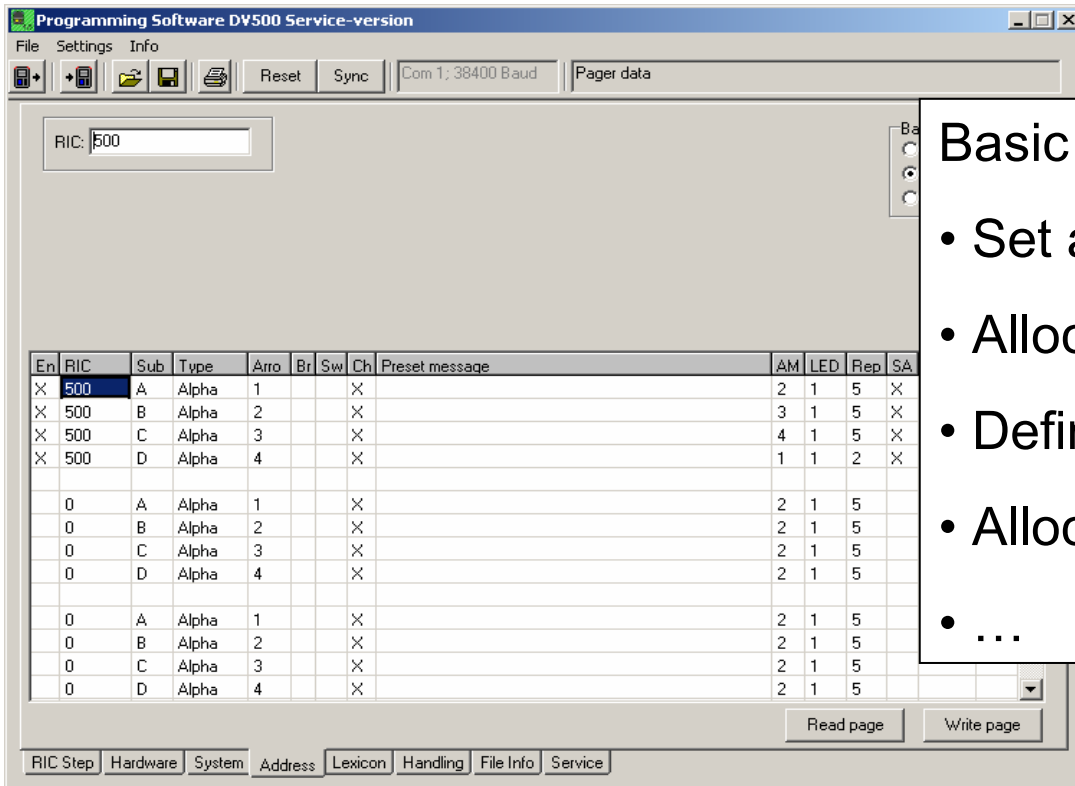 Programming Software DV500 Service-version
File Settings Info
Reset Sync Com 1; 38400 Baud Pager data
RIC: 500
Basic
• Set
• …
En RIC Sub Type Arro Br Sw Ch Preset message AM LED Rep SA
X 500 A Alpha 1 X 2 1 5 X
X 500 B Alpha 2 X 3 1 5 X
X 500 C Alpha 3 X 4 1 5 X
X 500 D Alpha 4 X 1 1 2 X
0 A Alpha 1 X 2 1 5
0 B Alpha 2 X 2 1 5
0 C Alpha 3 X 2 1 5
0 D Alpha 4 X 2 1 5
0 A Alpha 1 X 2 1 5
0 B Alpha 2 X 2 1 5
0 C Alpha 3 X 2 1 5
0 D Alpha 4 X 2 1 5
Read page Write page
RIC Step Hardware System Address Lexicon Handling File Info Service